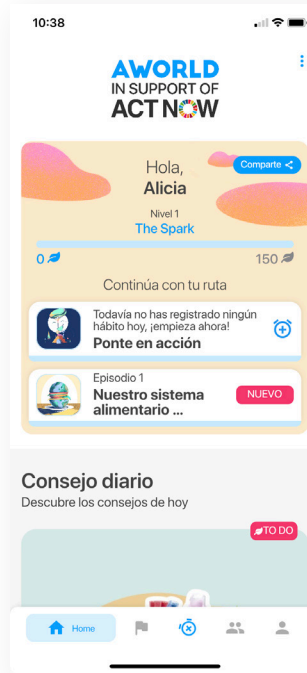 10:38
AWORLD
IN SUPPORT OF
ACT NOW
Hola,
Alicia
Comparte
Nivel 1
The Spark
0
150
Continúa con tu ruta
Todavía no has registrado ningún
hábito hoy, ¡empieza ahora!
Ponte en acción
Episodio 1
Nuestro sistema
alimentario ...
NUEVO
Consejo diario
Descubre los consejos de hoy
TO DO
Home